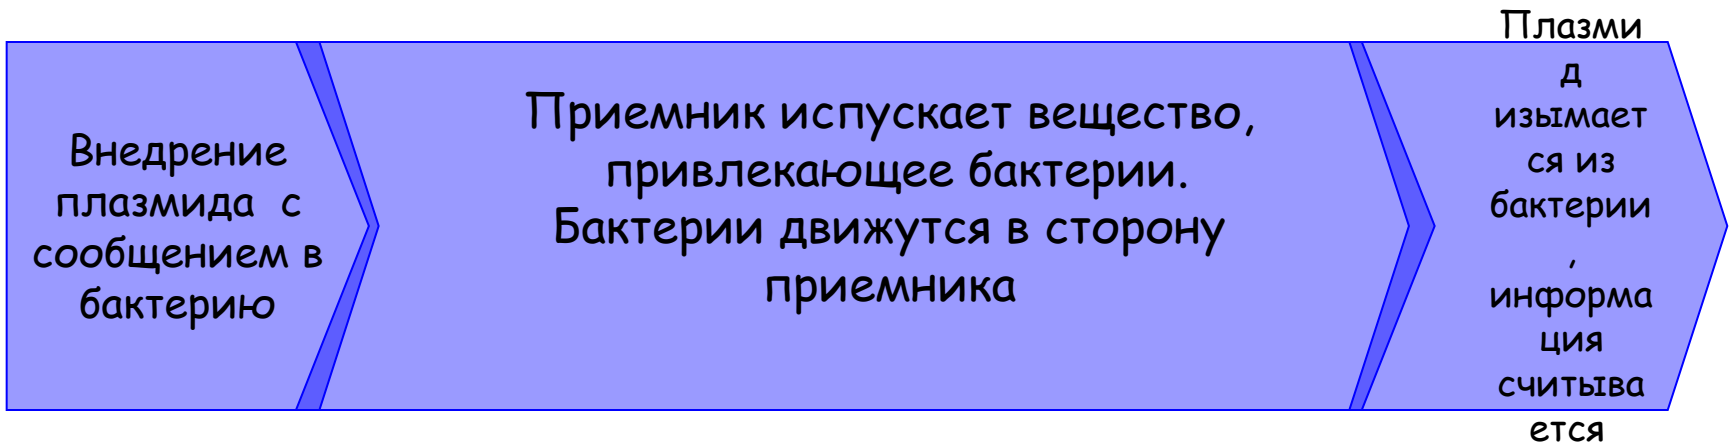 Внедрение
плазмида с
сообщением в
бактерию
Приемник испускает вещество,
привлекающее бактерии.
Бактерии движутся в сторону
приемника
Плазми
д
изымает
ся из
бактерии
,
информа
ция
считыва
ется